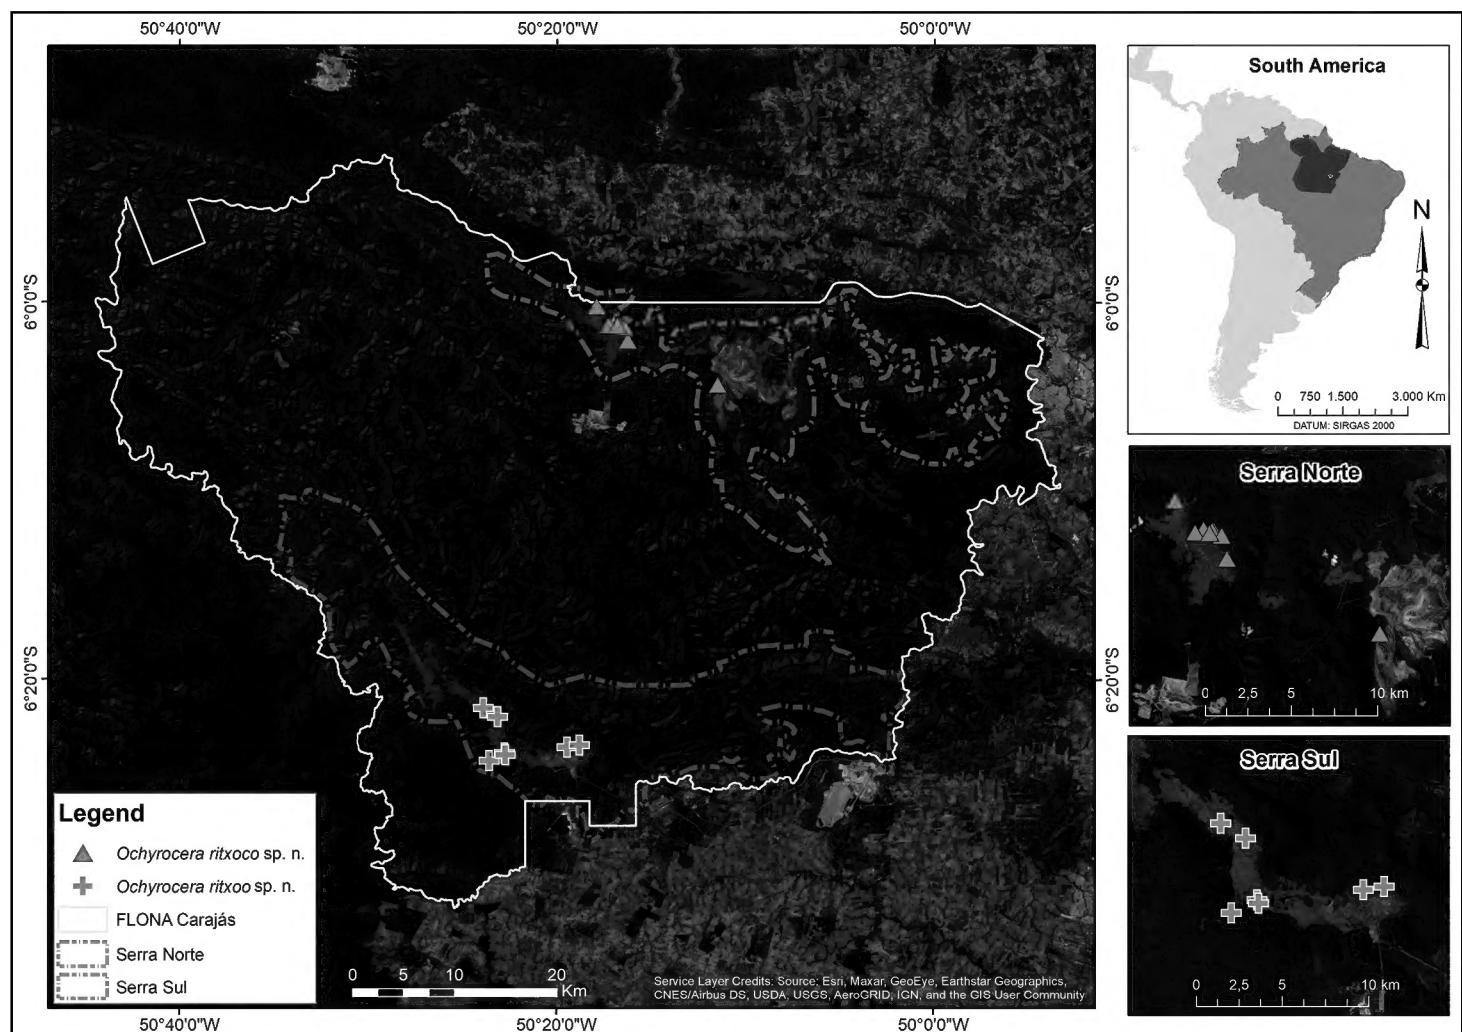 50°40'0"W 50°20'0"W 50°0'0"W
South America
N
0 750 1.500 3.000 Km
DATUM: SIRGAS 2000
6°0'0"S 6°0'0"S
Serra Norte
0 2,5 5 10 km
6°20'0"S 6°20'0"S
Serra Sul
0 2,5 5 10 km
Legend
Ochyrocera ritxoco sp. n.
Ochyrocera ritxoo sp. n.
FLONA Carajás
Serra Norte
Serra Sul
0 5 10 20
Km
Service Layer Credits: Source: Esri, Maxar, GeoEye, Earthstar Geographics,
CNES/Airbus DS, USDA, USGS, AeroGRID, IGN, and the GIS User Community
50°40'0"W 50°20'0"W 50°0'0"W